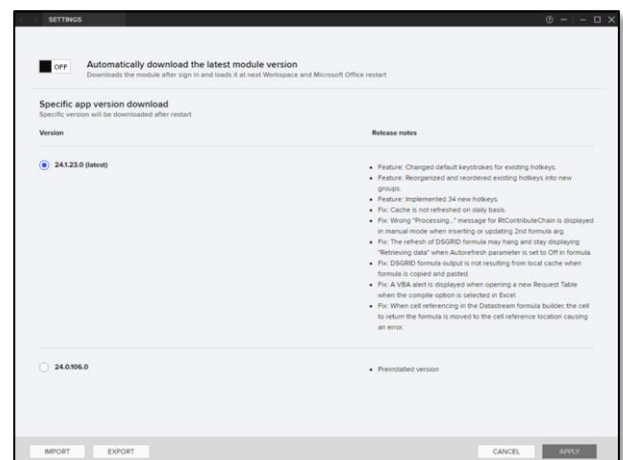 SETTINGS
OFF
Automatically download the latest module version
Downloads the module after sign in and loads it at next Workspace and Microsoft Office restart
Specific app version download
Specific version will be downloaded after restart
Version
Release notes
24.1.23.0 (latest)
• Feature: Changed default keystrokes for existing hotkeys.
• Feature: Reorganized and reordered existing hotkeys into new
groups.
• Feature: Implemented 34 new hotkeys.
• Fix: Cache is not refreshed on daily basis.
• Fix: Wrong "Processing..." message for RtContributeChain is displayed
in manual mode when inserting or updating 2nd formula arg.
• Fix: The refresh of DSGRID formula may hang and stay displaying
"Retrieving data" when Autorefresh parameter is set to Off in formula.
• Fix: DSGRID formula output is not resulting from local cache when
formula is copied and pasted.
• Fix: A VBA alert is displayed when opening a new Request Table
when the compile option is selected in Excel.
• Fix: When cell referencing in the Datastream formula builder, the cell
to return the formula is moved to the cell reference location causing
an error.
24.0.106.0
• Preinstalled version
IMPORT
EXPORT
CANCEL
APPLY